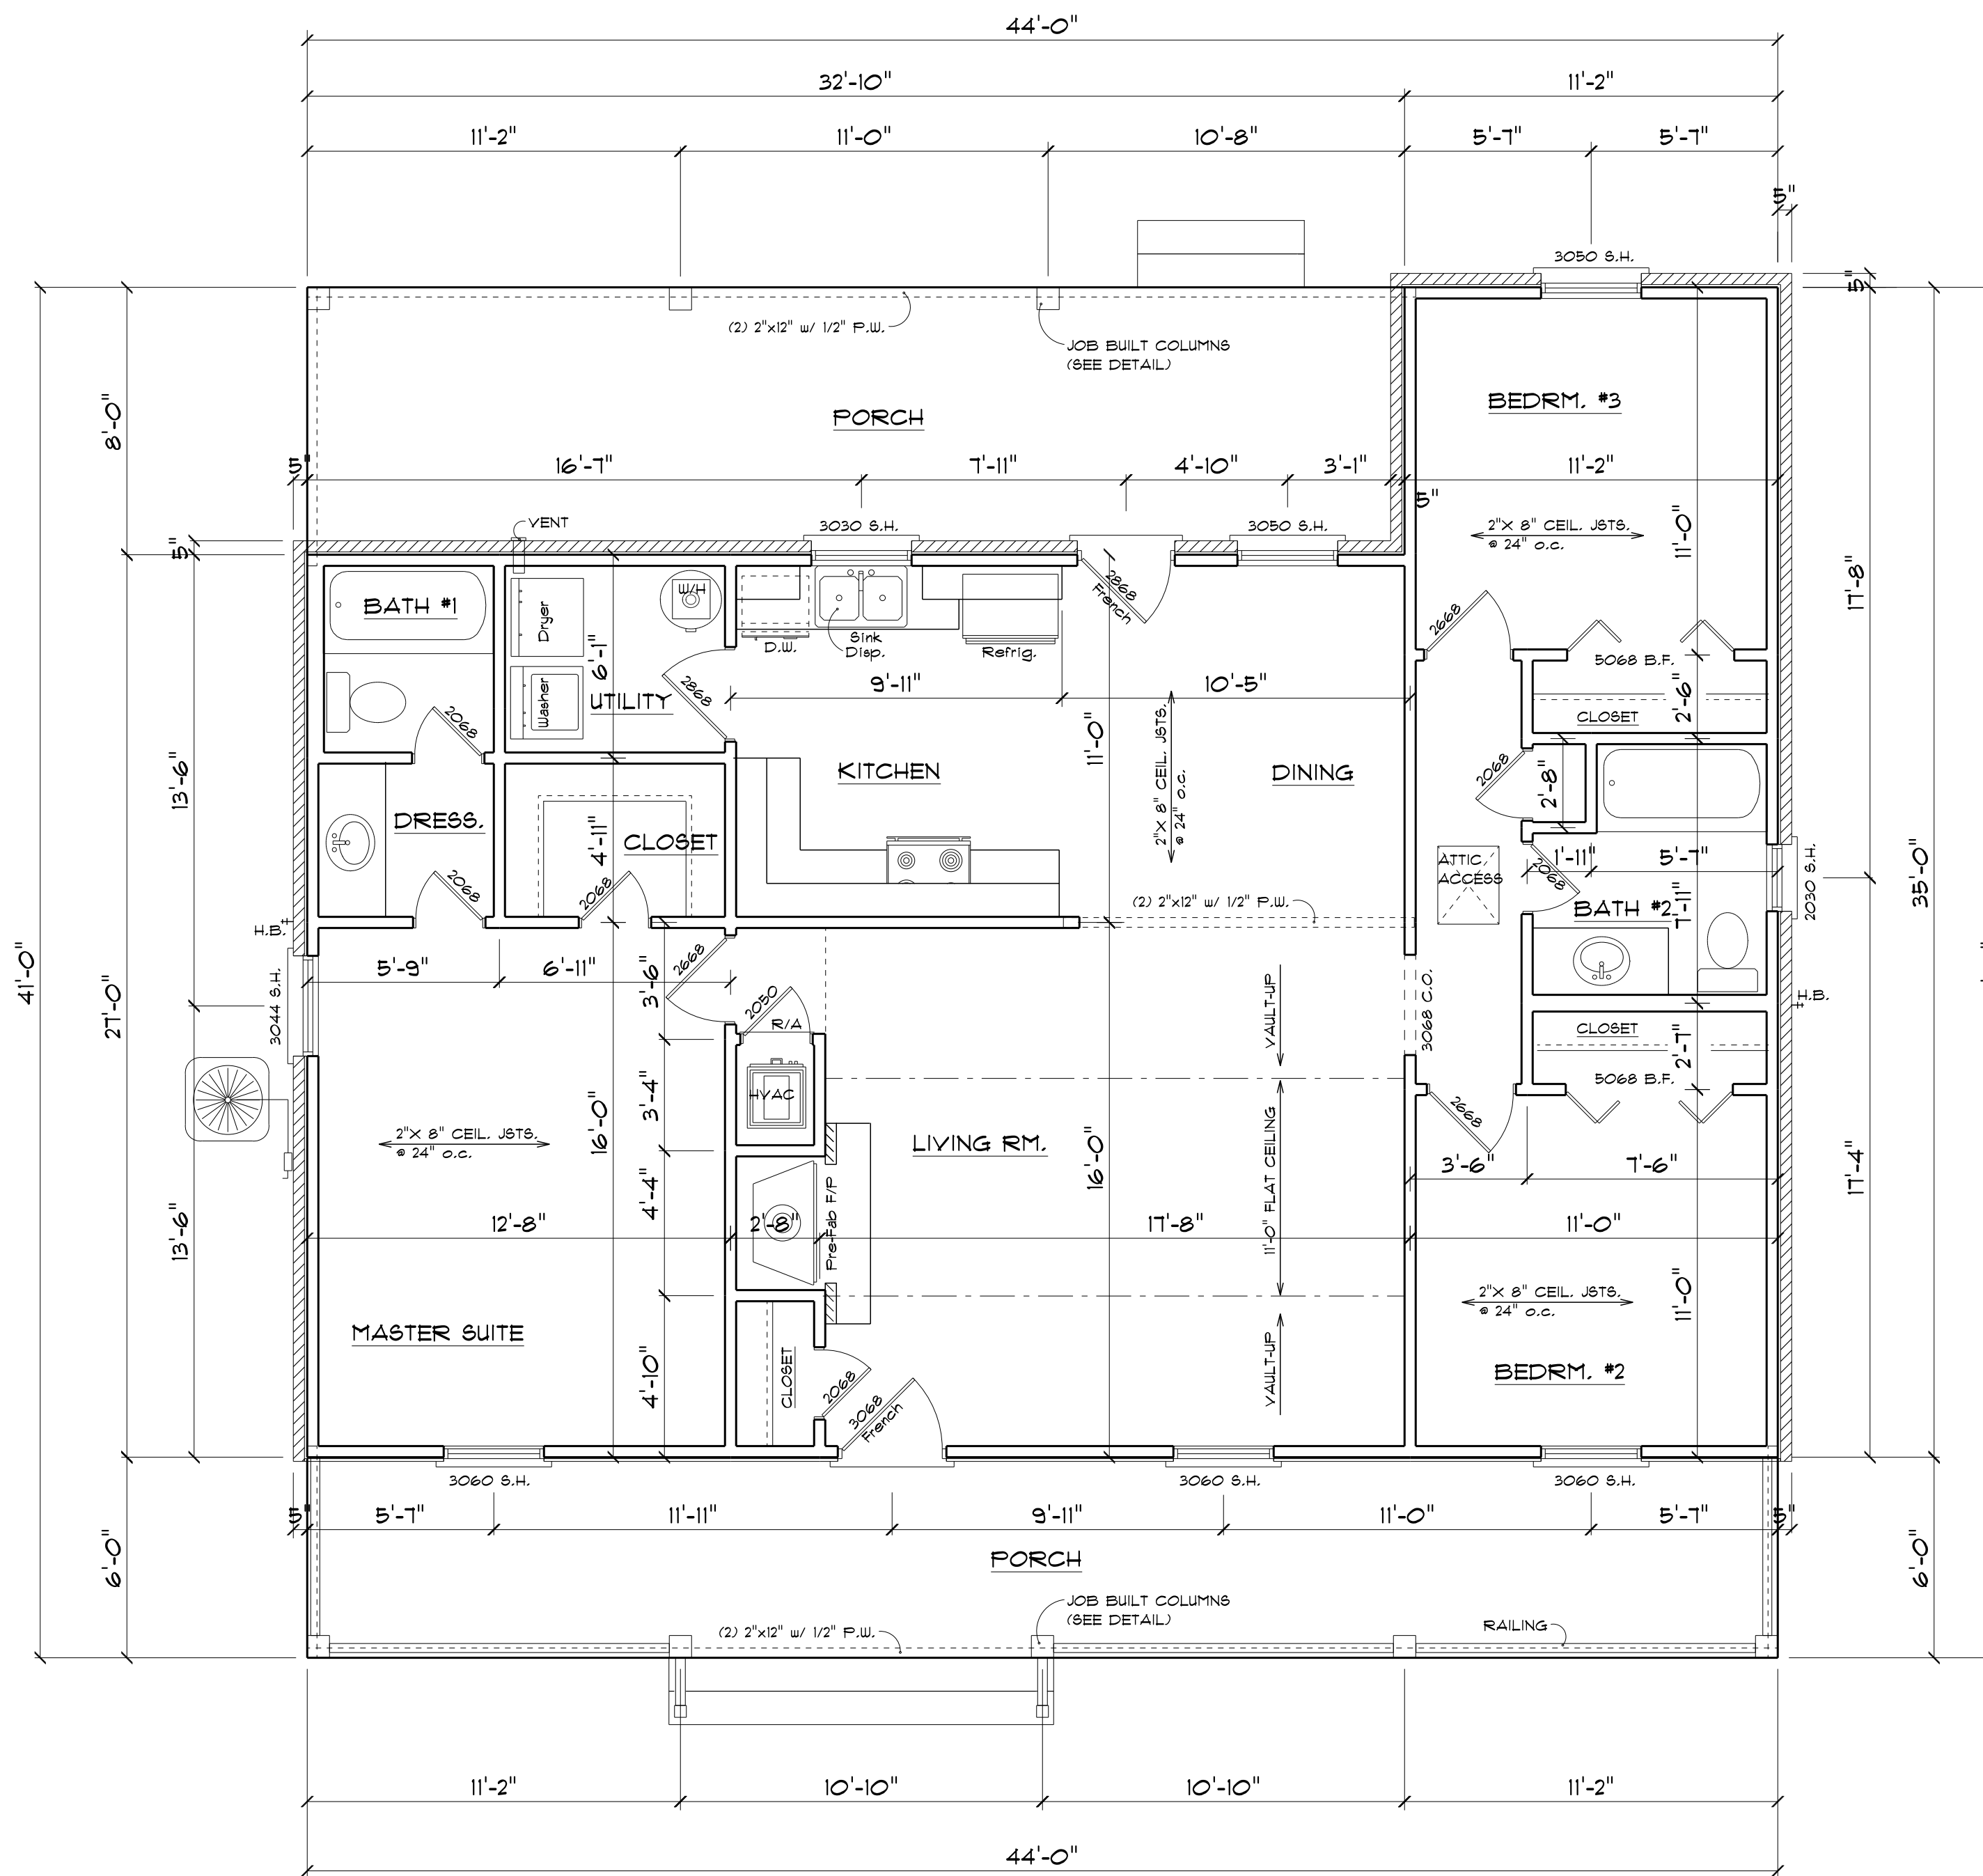 44'-0"
32'-10"
11'-2"
11'-2"
11'-0"
10'-8"
5'-7"
5'-7"
5"
3050 S.H.
5"
(2) 2"x12" w/ 1/2" P.W.
JOB BUILT COLUMNS
(SEE DETAIL)
8'-0"
PORCH
BEDRM. #3
5"
16'-7"
7'-11"
4'-10"
3'-1"
11'-2"
5"
VENT
3030 S.H.
3050 S.H.
2"X 8" CEIL. JSTS.
@ 24" o.c.
11'-0"
5"
17'-8"
BATH #1
Dryer
W/H
2868
French
2668
Sink
D.W.
Disp.
Refrig.
6'-1"
5068 B.F.
Washer
UTILITY
2868
9'-11"
10'-5"
2'-6"
CLOSET
2068
11'-0"
2"X 8" CEIL. JSTS.
@ 24" o.c.
13'-6"
KITCHEN
DINING
2068
2'-8"
DRESS.
4'-11"
CLOSET
ATTIC
ACCESS
1'-11"
5'-7"
2068
2030 S.H.
35'-0"
2068
2068
(2) 2"x12" w/ 1/2" P.W.
BATH #2
7'-11"
H.B.
41'-0"
27'-0"
5'-9"
6'-11"
3'-6"
2668
3044 S.H.
2050
R/A
VAULT-UP
3068 C.O.
H.B.
CLOSET
2'-7"
5068 B.F.
HVAC
3'-4"
2668
2"X 8" CEIL. JSTS.
@ 24" o.c.
16'-0"
LIVING RM.
16'-0"
11'-0" FLAT CEILING
3'-6"
7'-6"
17'-4"
4'-4"
Pre-Fab F/P
13'-6"
12'-8"
2'-8"
17'-8"
11'-0"
2"X 8" CEIL. JSTS.
@ 24" o.c.
11'-0"
MASTER SUITE
4'-10"
CLOSET
2068
3068
French
VAULT-UP
BEDRM. #2
3060 S.H.
3060 S.H.
3060 S.H.
5"
5'-7"
11'-11"
9'-11"
11'-0"
5'-7"
5"
6'-0"
PORCH
6'-0"
JOB BUILT COLUMNS
(SEE DETAIL)
(2) 2"x12" w/ 1/2" P.W.
RAILING
11'-2"
10'-10"
10'-10"
11'-2"
44'-0"